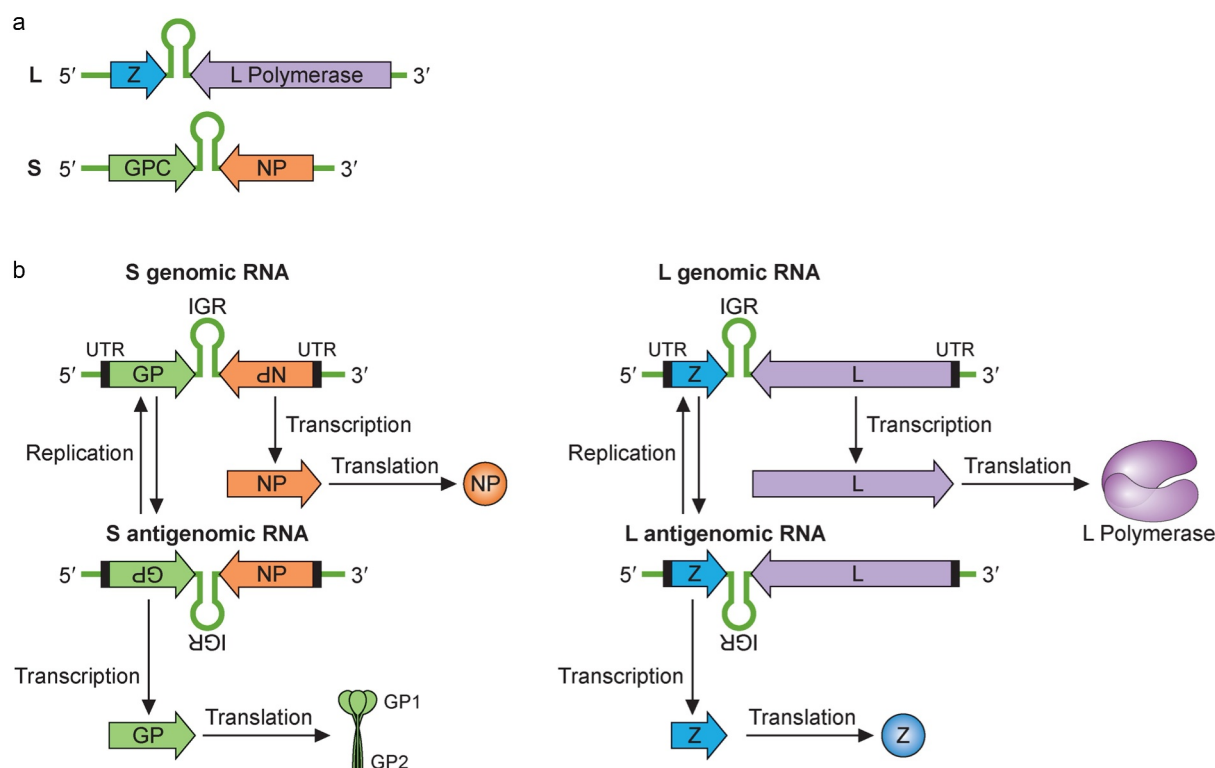 a
L 5′ Z L Polymerase 3′
S 5′ GPC NP 3′
b
S genomic RNA
IGR
UTR UTR
5′ GP NP 3′
Replication
Transcription
NP Translation NP
S antigenomic RNA
5′ GP NP 3′
IGR
Transcription
GP Translation GP1
GP2
L genomic RNA
IGR
UTR UTR
5′ Z L 3′
Replication
Transcription
L Translation
L Polymerase
L antigenomic RNA
5′ Z L 3′
IGR
Transcription
Z Translation Z